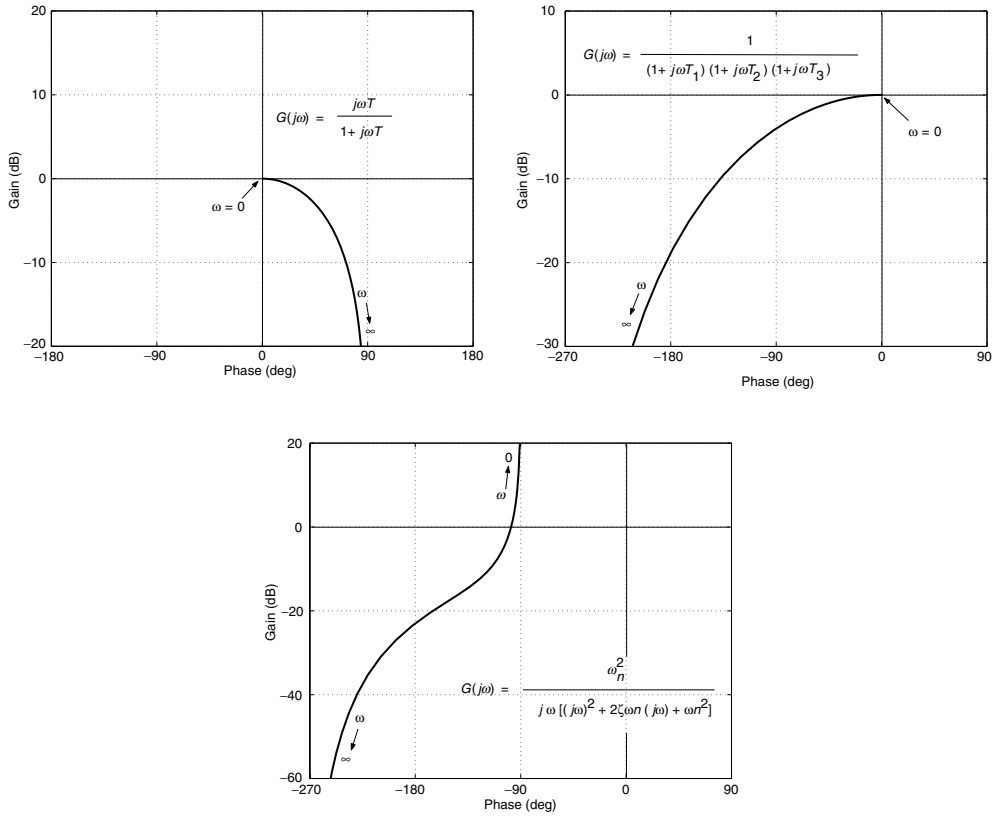 20
10
0
−10
−20
−180
−90
0
90
180
Gain (dB)
Phase (deg)
G(jω) = jωT
1+ jωT
ω = 0
ω
∞
10
0
−10
−20
−30
−270
−180
−90
0
90
Gain (dB)
Phase (deg)
G(jω) = 1
(1+ jωT1) (1+ jωT2) (1+jωT3)
ω = 0
ω
∞
20
0
−20
−40
−60
−270
−180
−90
0
90
Gain (dB)
Phase (deg)
0
ω
G(jω) = ωn2
j ω [(jω)2 + 2ζωn (jω) + ωn2]
ω
∞